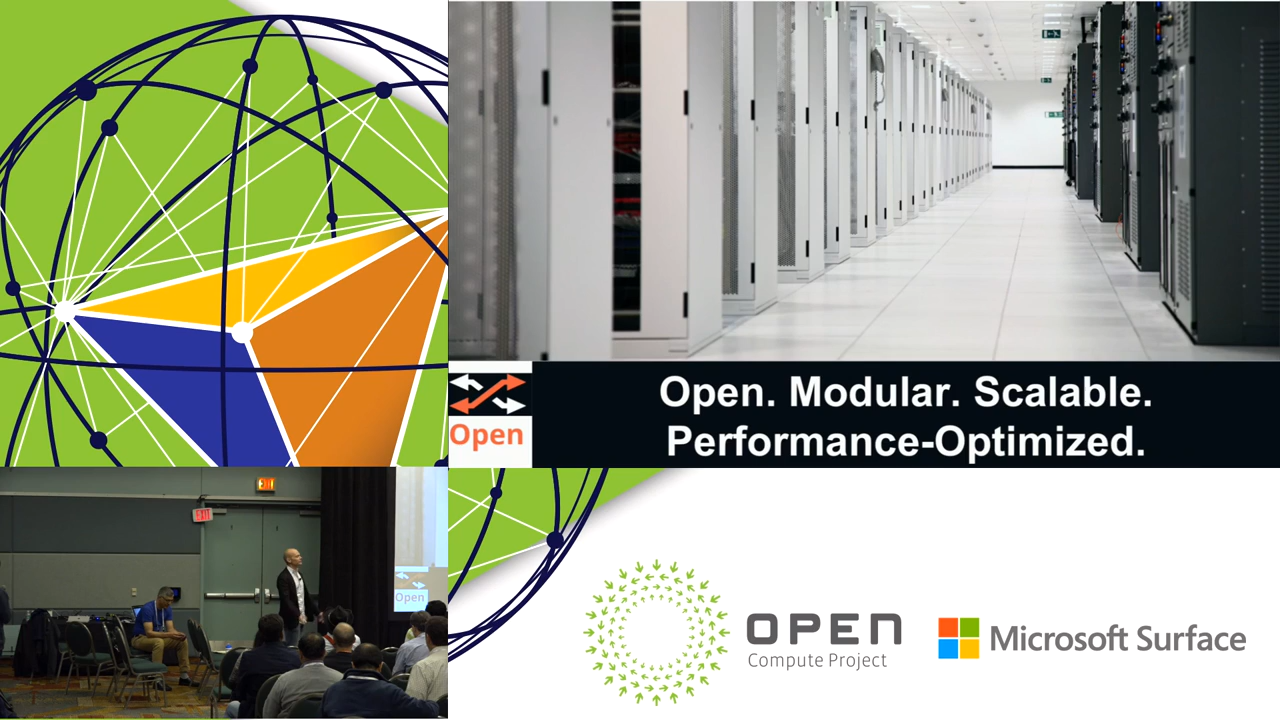 Open. Modular. Scalable.
Performance-Optimized.
Open
EXIT
Open
OPEN
Compute Project
Microsoft Surface